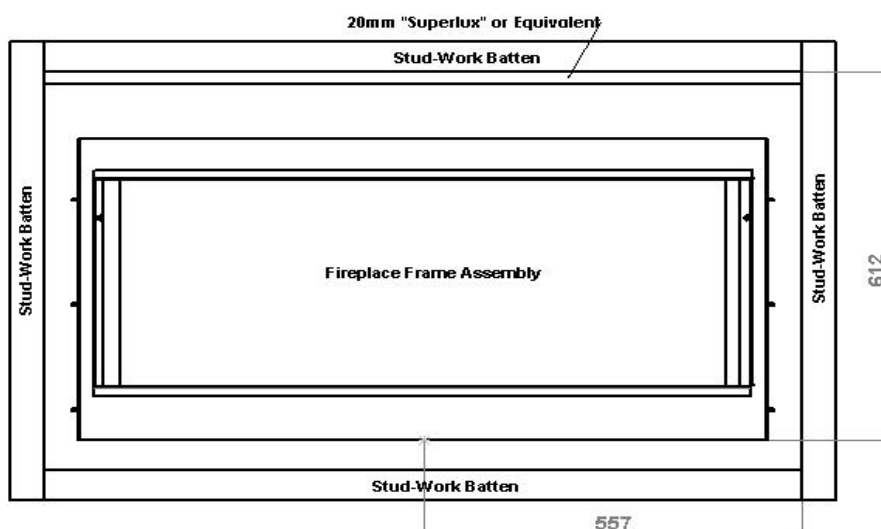 20mm "Superlux" or Equivalent
Stud-Work Batten
Stud-Work Batten
Stud-Work Batten
Fireplace Frame Assembly
612
Stud-Work Batten
557